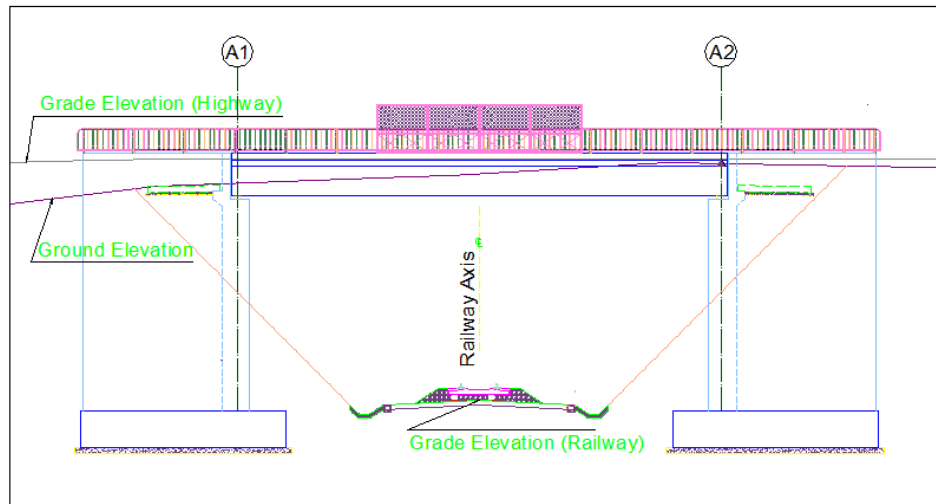 A1
A2
Grade Elevation (Highway)
Ground Elevation
Railway Axis
Grade Elevation (Railway)